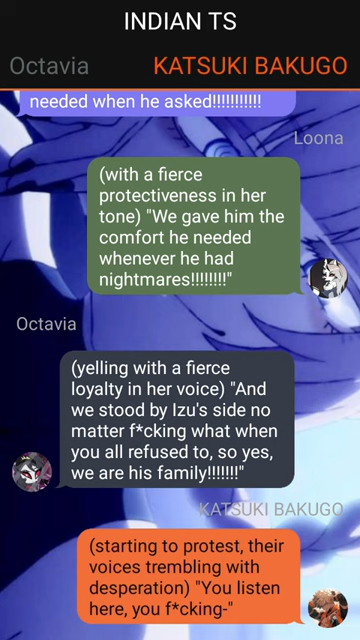 INDIAN TS
Octavia
KATSUKI BAKUGO
needed when he asked!!!!!!!!!!!
Loona
(with a fierce
protectiveness in her
tone) "We gave him the
comfort he needed
whenever he had
nightmares!!!!!!!!"
Octavia
(yelling with a fierce
loyalty in her voice) "And
we stood by Izu's side no
matter f*cking what when
you all refused to, so yes,
we are his family!!!!!!!"
KATSUKI BAKUGO
(starting to protest, their
voices trembling with
desperation) "You listen
here, you f*cking-"